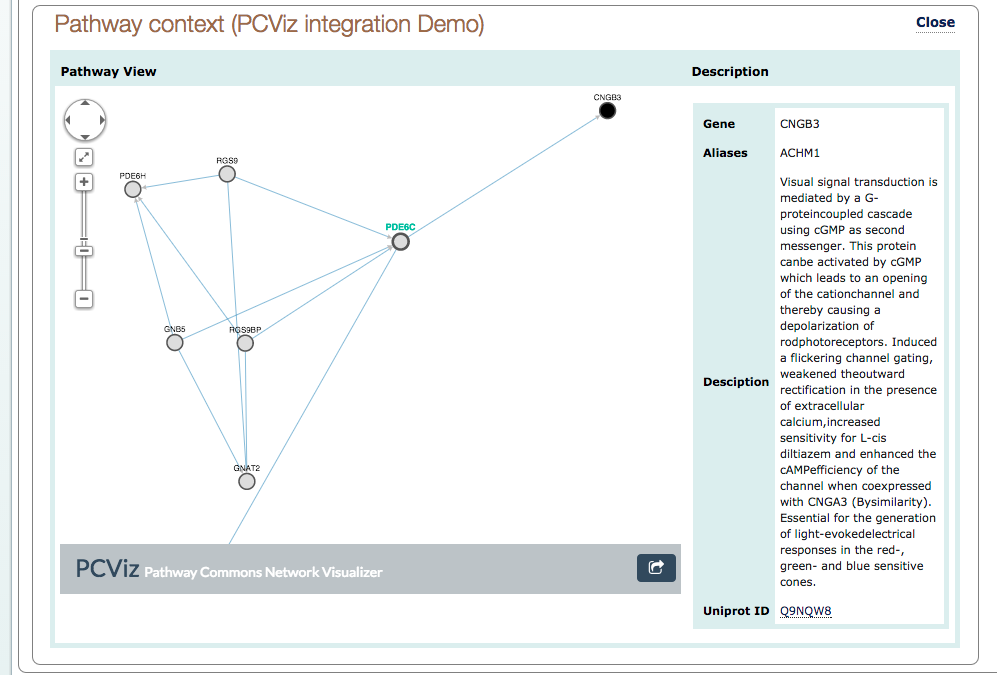 Pathway context (PCViz integration Demo)
Close
Pathway View
Description
CNGB3
RGS9
PDE6H
PDE6C
GNB5
RGS9BP
GNAT2
PCViz Pathway Commons Network Visualizer
Gene CNGB3
Aliases ACHM1
Desciption
Visual signal transduction is
mediated by a G-
proteincoupled cascade
using cGMP as second
messenger. This protein
canbe activated by cGMP
which leads to an opening
of the cationchannel and
thereby causing a
depolarization of
rodphotoreceptors. Induced
a flickering channel gating,
weakened theoutward
rectification in the presence
of extracellular
calcium,increased
sensitivity for L-cis
diltiazem and enhanced the
cAMPefficiency of the
channel when coexpressed
with CNGA3 (Bysimilarity).
Essential for the generation
of light-evokedelectrical
responses in the red-,
green- and blue sensitive
cones.
Uniprot ID Q9NQW8